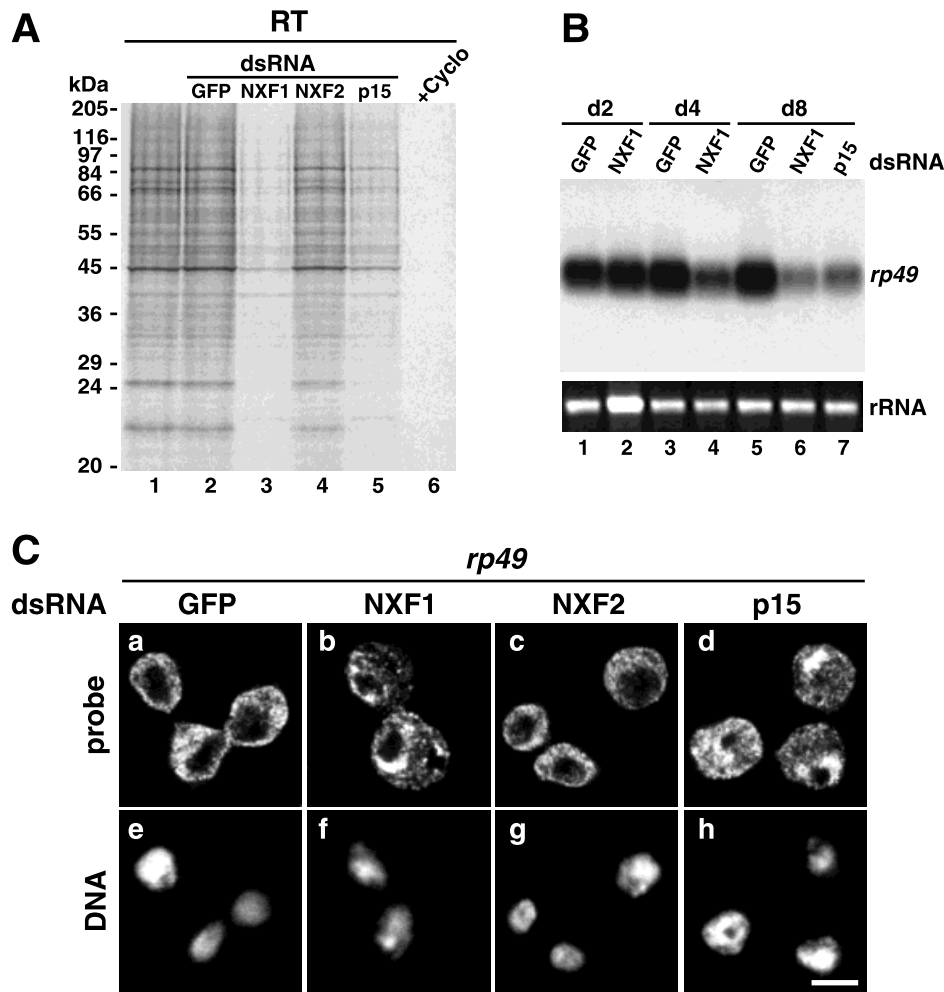 A
RT
dsRNA
+Cyclo
kDa
GFP NXF1 NXF2 p15
205-
116-
97 -
84 -
66 -
55 -
45 -
36 -
29 -
24 -
20 -
1 2 3 4 5 6
B
d2 d4 d8
GFP NXF1 GFP NXF1 GFP NXF1 p15 dsRNA
rp49
rRNA
1 2 3 4 5 6 7
C
rp49
dsRNA GFP NXF1 NXF2 p15
probe
a b c d
DNA
e f g h